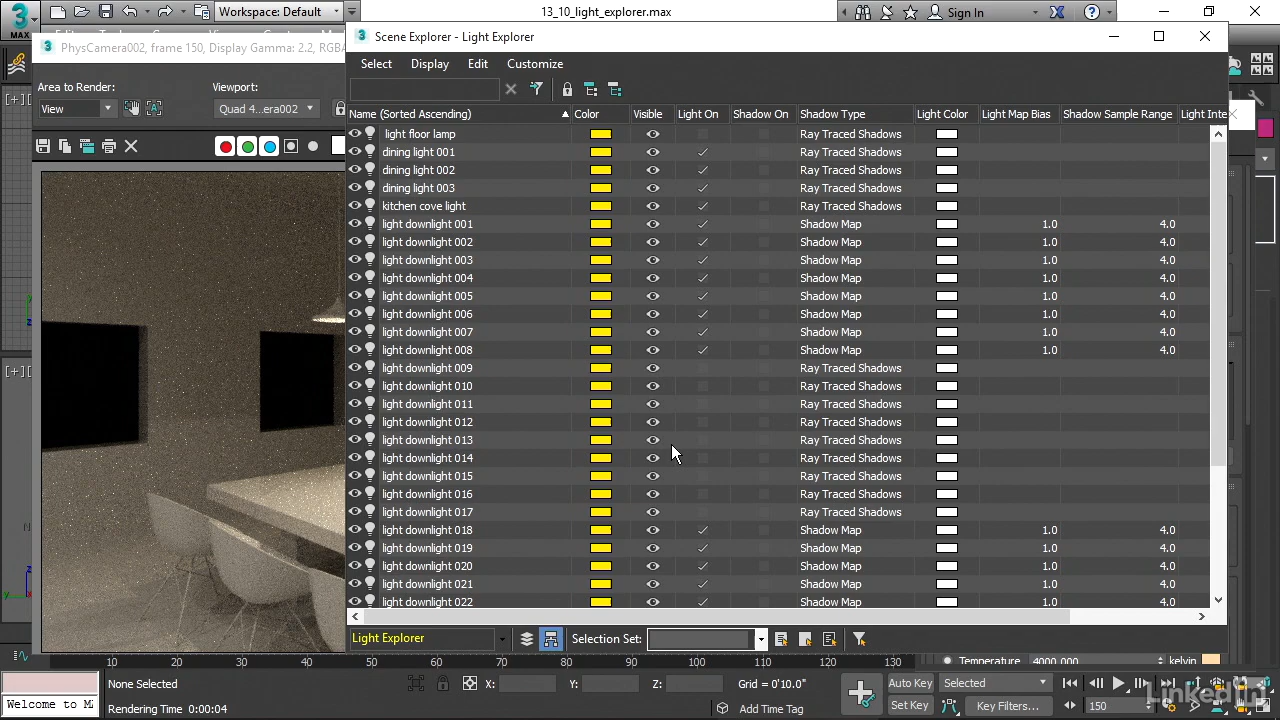 3
MAX
Workspace: Default
13_10_light_explorer.max
Sign In
PhysCamera002, frame 150, Display Gamma: 2.2, RGBA
Area to Render:
View
Viewport:
Quad 4...era002
[+]
[+]
3 Scene Explorer - Light Explorer
Select Display Edit Customize
Name (Sorted Ascending) Color Visible Light On Shadow On Shadow Type Light Color Light Map Bias Shadow Sample Range Light Inte
light floor lamp Ray Traced Shadows
dining light 001 Ray Traced Shadows
dining light 002 Ray Traced Shadows
dining light 003 Ray Traced Shadows
kitchen cove light Ray Traced Shadows
light downlight 001 Shadow Map 1.0 4.0
light downlight 002 Shadow Map 1.0 4.0
light downlight 003 Shadow Map 1.0 4.0
light downlight 004 Shadow Map 1.0 4.0
light downlight 005 Shadow Map 1.0 4.0
light downlight 006 Shadow Map 1.0 4.0
light downlight 007 Shadow Map 1.0 4.0
light downlight 008 Shadow Map 1.0 4.0
light downlight 009 Ray Traced Shadows
light downlight 010 Ray Traced Shadows
light downlight 011 Ray Traced Shadows
light downlight 012 Ray Traced Shadows
light downlight 013 Ray Traced Shadows
light downlight 014 Ray Traced Shadows
light downlight 015 Ray Traced Shadows
light downlight 016 Ray Traced Shadows
light downlight 017 Ray Traced Shadows
light downlight 018 Shadow Map 1.0 4.0
light downlight 019 Shadow Map 1.0 4.0
light downlight 020 Shadow Map 1.0 4.0
light downlight 021 Shadow Map 1.0 4.0
light downlight 022 Shadow Map 1.0 4.0
Light Explorer Selection Set:
10 20 30 40 50 60 70 80 90 100 110 120 130
Temperature 4000.000 kelvin
None Selected X: Y: Z: Grid = 0'10.0" Auto Key Selected
Welcome to MA Rendering Time 0:00:04 Add Time Tag Set Key Key Filters... 150
LinkedIn